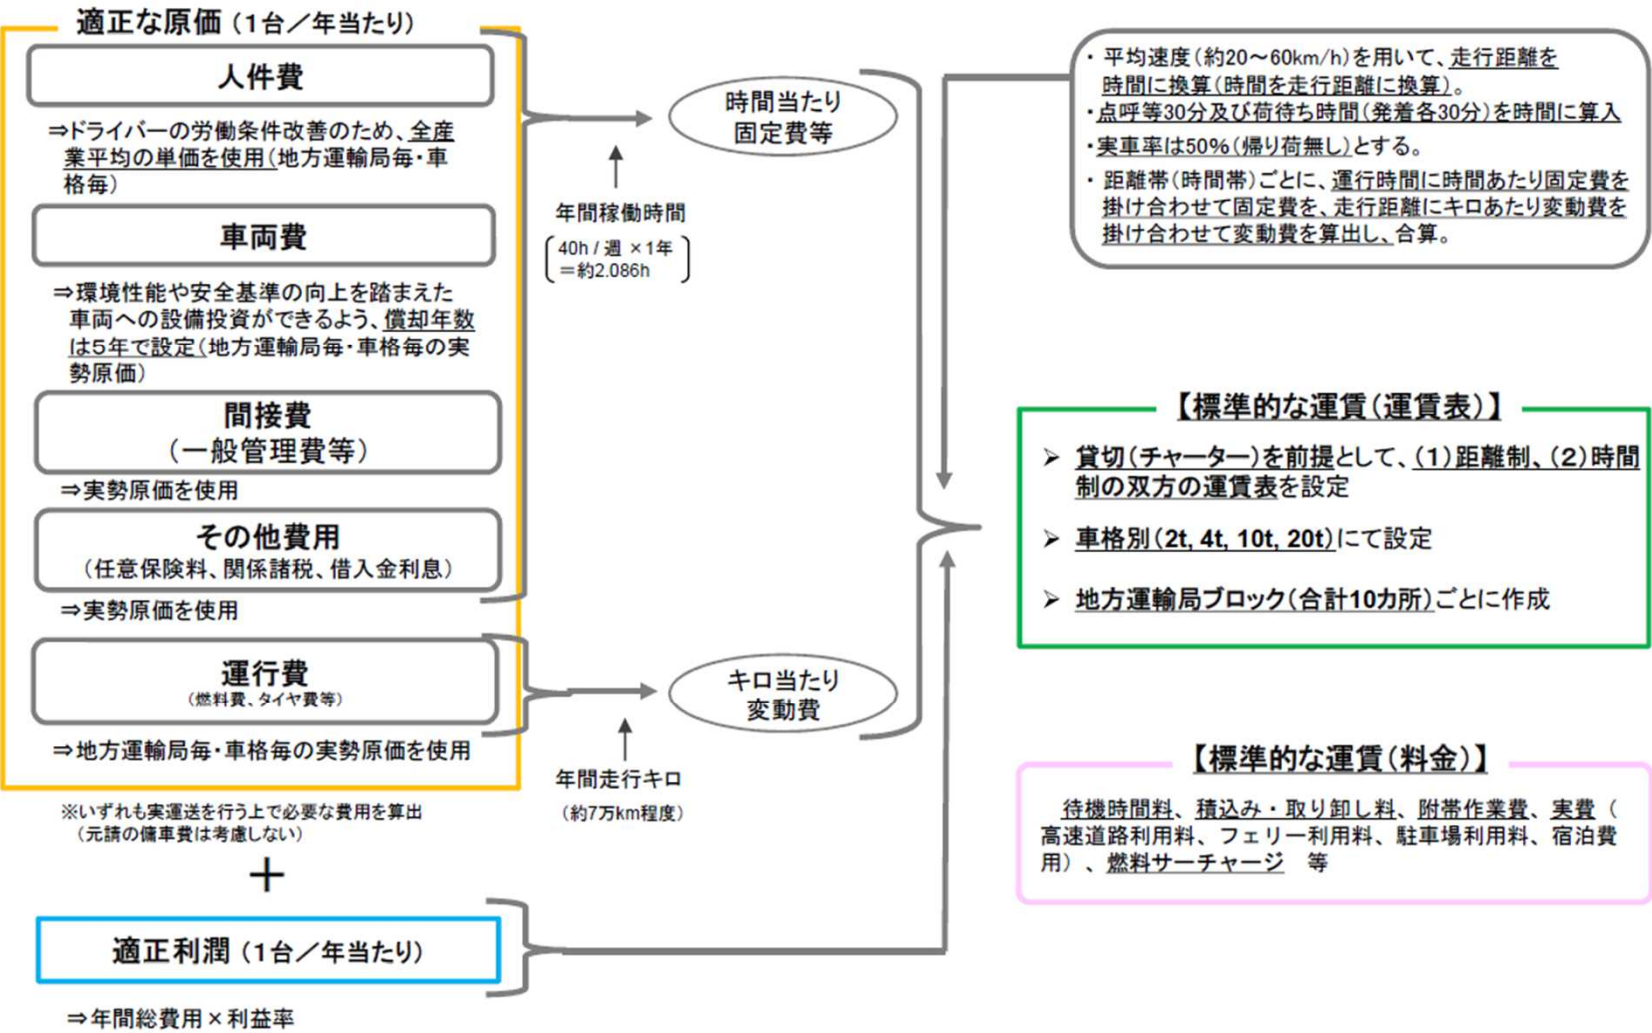 適正な原価（１台／年当たり）
人件費
⇒ドライバーの労働条件改善のため、全産
業平均の単価を使用（地方運輸局毎・車
格毎）
車両費
⇒環境性能や安全基準の向上を踏まえた
車両への設備投資ができるよう、償却年数
は５年で設定（地方運輸局毎・車格毎の実
勢原価）
間接費
（一般管理費等）
⇒実勢原価を使用
その他費用
（任意保険料、関係諸税、借入金利息）
⇒実勢原価を使用
運行費
（燃料費、タイヤ費等）
⇒地方運輸局毎・車格毎の実勢原価を使用
※いずれも実運送を行う上で必要な費用を算出
（元請の傭車費は考慮しない）
＋
適正利潤（１台／年当たり）
⇒年間総費用×利益率
時間当たり
固定費等
年間稼働時間
40h / 週 ×1年
＝約2.086h
キロ当たり
変動費
年間走行キロ
（約7万km程度）
・平均速度（約20～60km/h）を用いて、走行距離を
時間に換算（時間を走行距離に換算）。
・点呼等30分及び荷待ち時間（発着各30分）を時間に算入
・実車率は50％（帰り荷無し）とする。
・距離帯（時間帯）ごとに、運行時間に時間あたり固定費を
掛け合わせて固定費を、走行距離にキロあたり変動費を
掛け合わせて変動費を算出し、合算。
【標準的な運賃（運賃表）】
➢ 貸切（チャーター）を前提として、（１）距離制、（２）時間
制の双方の運賃表を設定
➢ 車格別（2t, 4t, 10t, 20t）にて設定
➢ 地方運輸局ブロック（合計10カ所）ごとに作成
【標準的な運賃（料金）】
待機時間料、積込み・取り卸し料、附帯作業費、実費（
高速道路利用料、フェリー利用料、駐車場利用料、宿泊費
用）、燃料サーチャージ　等